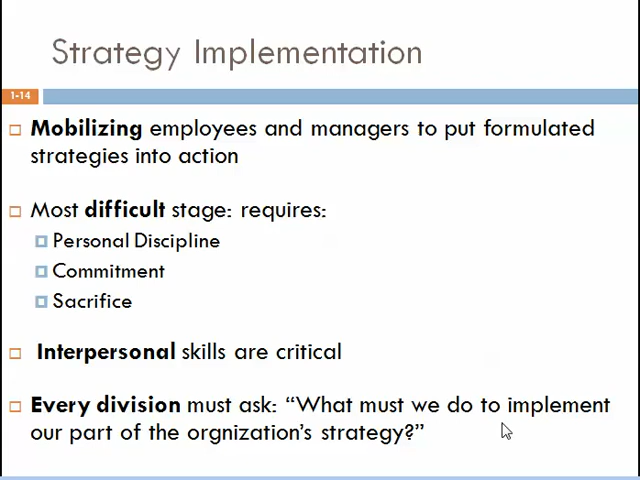 Strategy Implementation
1-14
Mobilizing employees and managers to put formulated
strategies into action
Most difficult stage: requires:
Personal Discipline
Commitment
Sacrifice
Interpersonal skills are critical
Every division must ask: “What must we do to implement
our part of the orgnization’s strategy?”